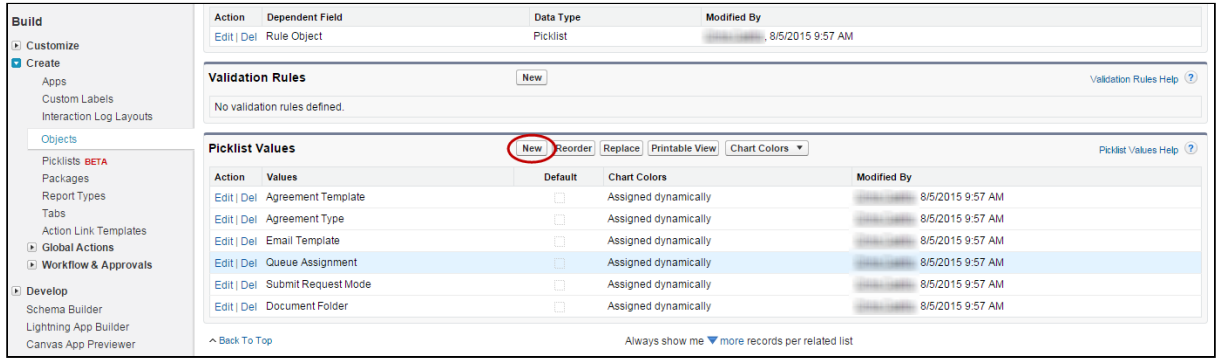 Build
Customize
Create
Apps
Custom Labels
Interaction Log Layouts
Objects
Picklists BETA
Packages
Report Types
Tabs
Action Link Templates
Global Actions
Workflow & Approvals
Develop
Schema Builder
Lightning App Builder
Canvas App Previewer
Action Dependent Field Data Type Modified By
Edit | Del Rule Object Picklist , 8/5/2015 9:57 AM
Validation Rules New Validation Rules Help ?
No validation rules defined.
Picklist Values New Reorder Replace Printable View Chart Colors Picklist Values Help ?
Action Values Default Chart Colors Modified By
Edit | Del Agreement Template Assigned dynamically 8/5/2015 9:57 AM
Edit | Del Agreement Type Assigned dynamically 8/5/2015 9:57 AM
Edit | Del Email Template Assigned dynamically 8/5/2015 9:57 AM
Edit | Del Queue Assignment Assigned dynamically 8/5/2015 9:57 AM
Edit | Del Submit Request Mode Assigned dynamically 8/5/2015 9:57 AM
Edit | Del Document Folder Assigned dynamically 8/5/2015 9:57 AM
Back To Top Always show me more records per related list